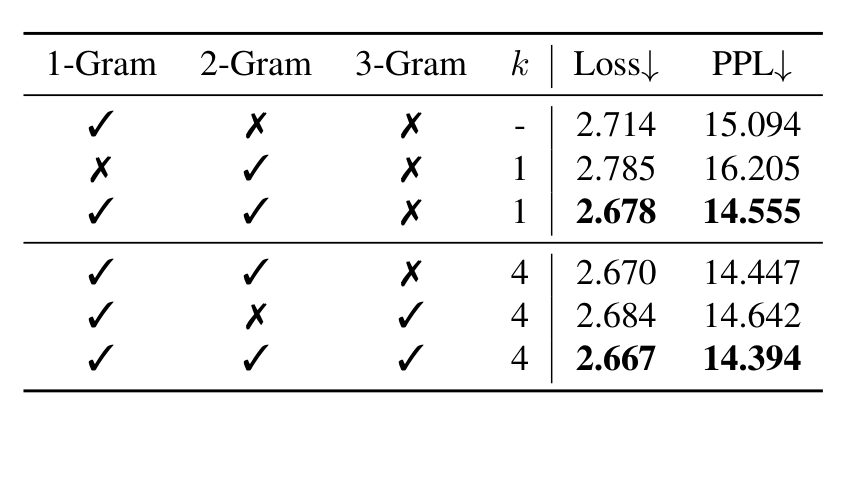 1-Gram 2-Gram 3-Gram k Loss↓ PPL↓
✓ ✗ ✗ - 2.714 15.094
✗ ✓ ✗ 1 2.785 16.205
✓ ✓ ✗ 1 2.678 14.555
✓ ✓ ✗ 4 2.670 14.447
✓ ✗ ✓ 4 2.684 14.642
✓ ✓ ✓ 4 2.667 14.394